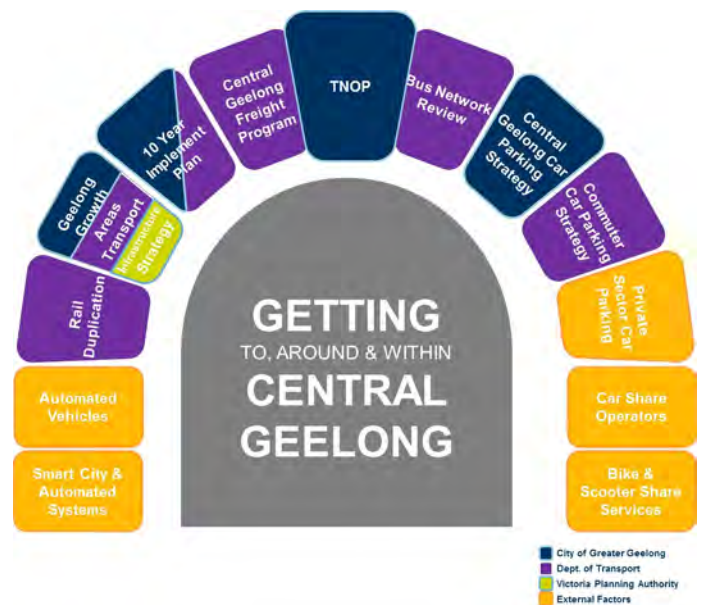 TNOP
Central
Geelong
Freight
Program
Bus Network
Review
10 Year
Implement
Plan
Central
Geelong Car
Parking
Strategy
Geelong
Growth
Areas
Transport
Infrastructure
Strategy
Commuter
Car Parking
Strategy
Rail
Duplication
Private
Sector Car
Parking
GETTING
TO, AROUND & WITHIN
CENTRAL
GEELONG
Automated
Vehicles
Car Share
Operators
Smart City &
Automated
Systems
Bike &
Scooter Share
Services
City of Greater Geelong
Dept. of Transport
Victoria Planning Authority
External Factors